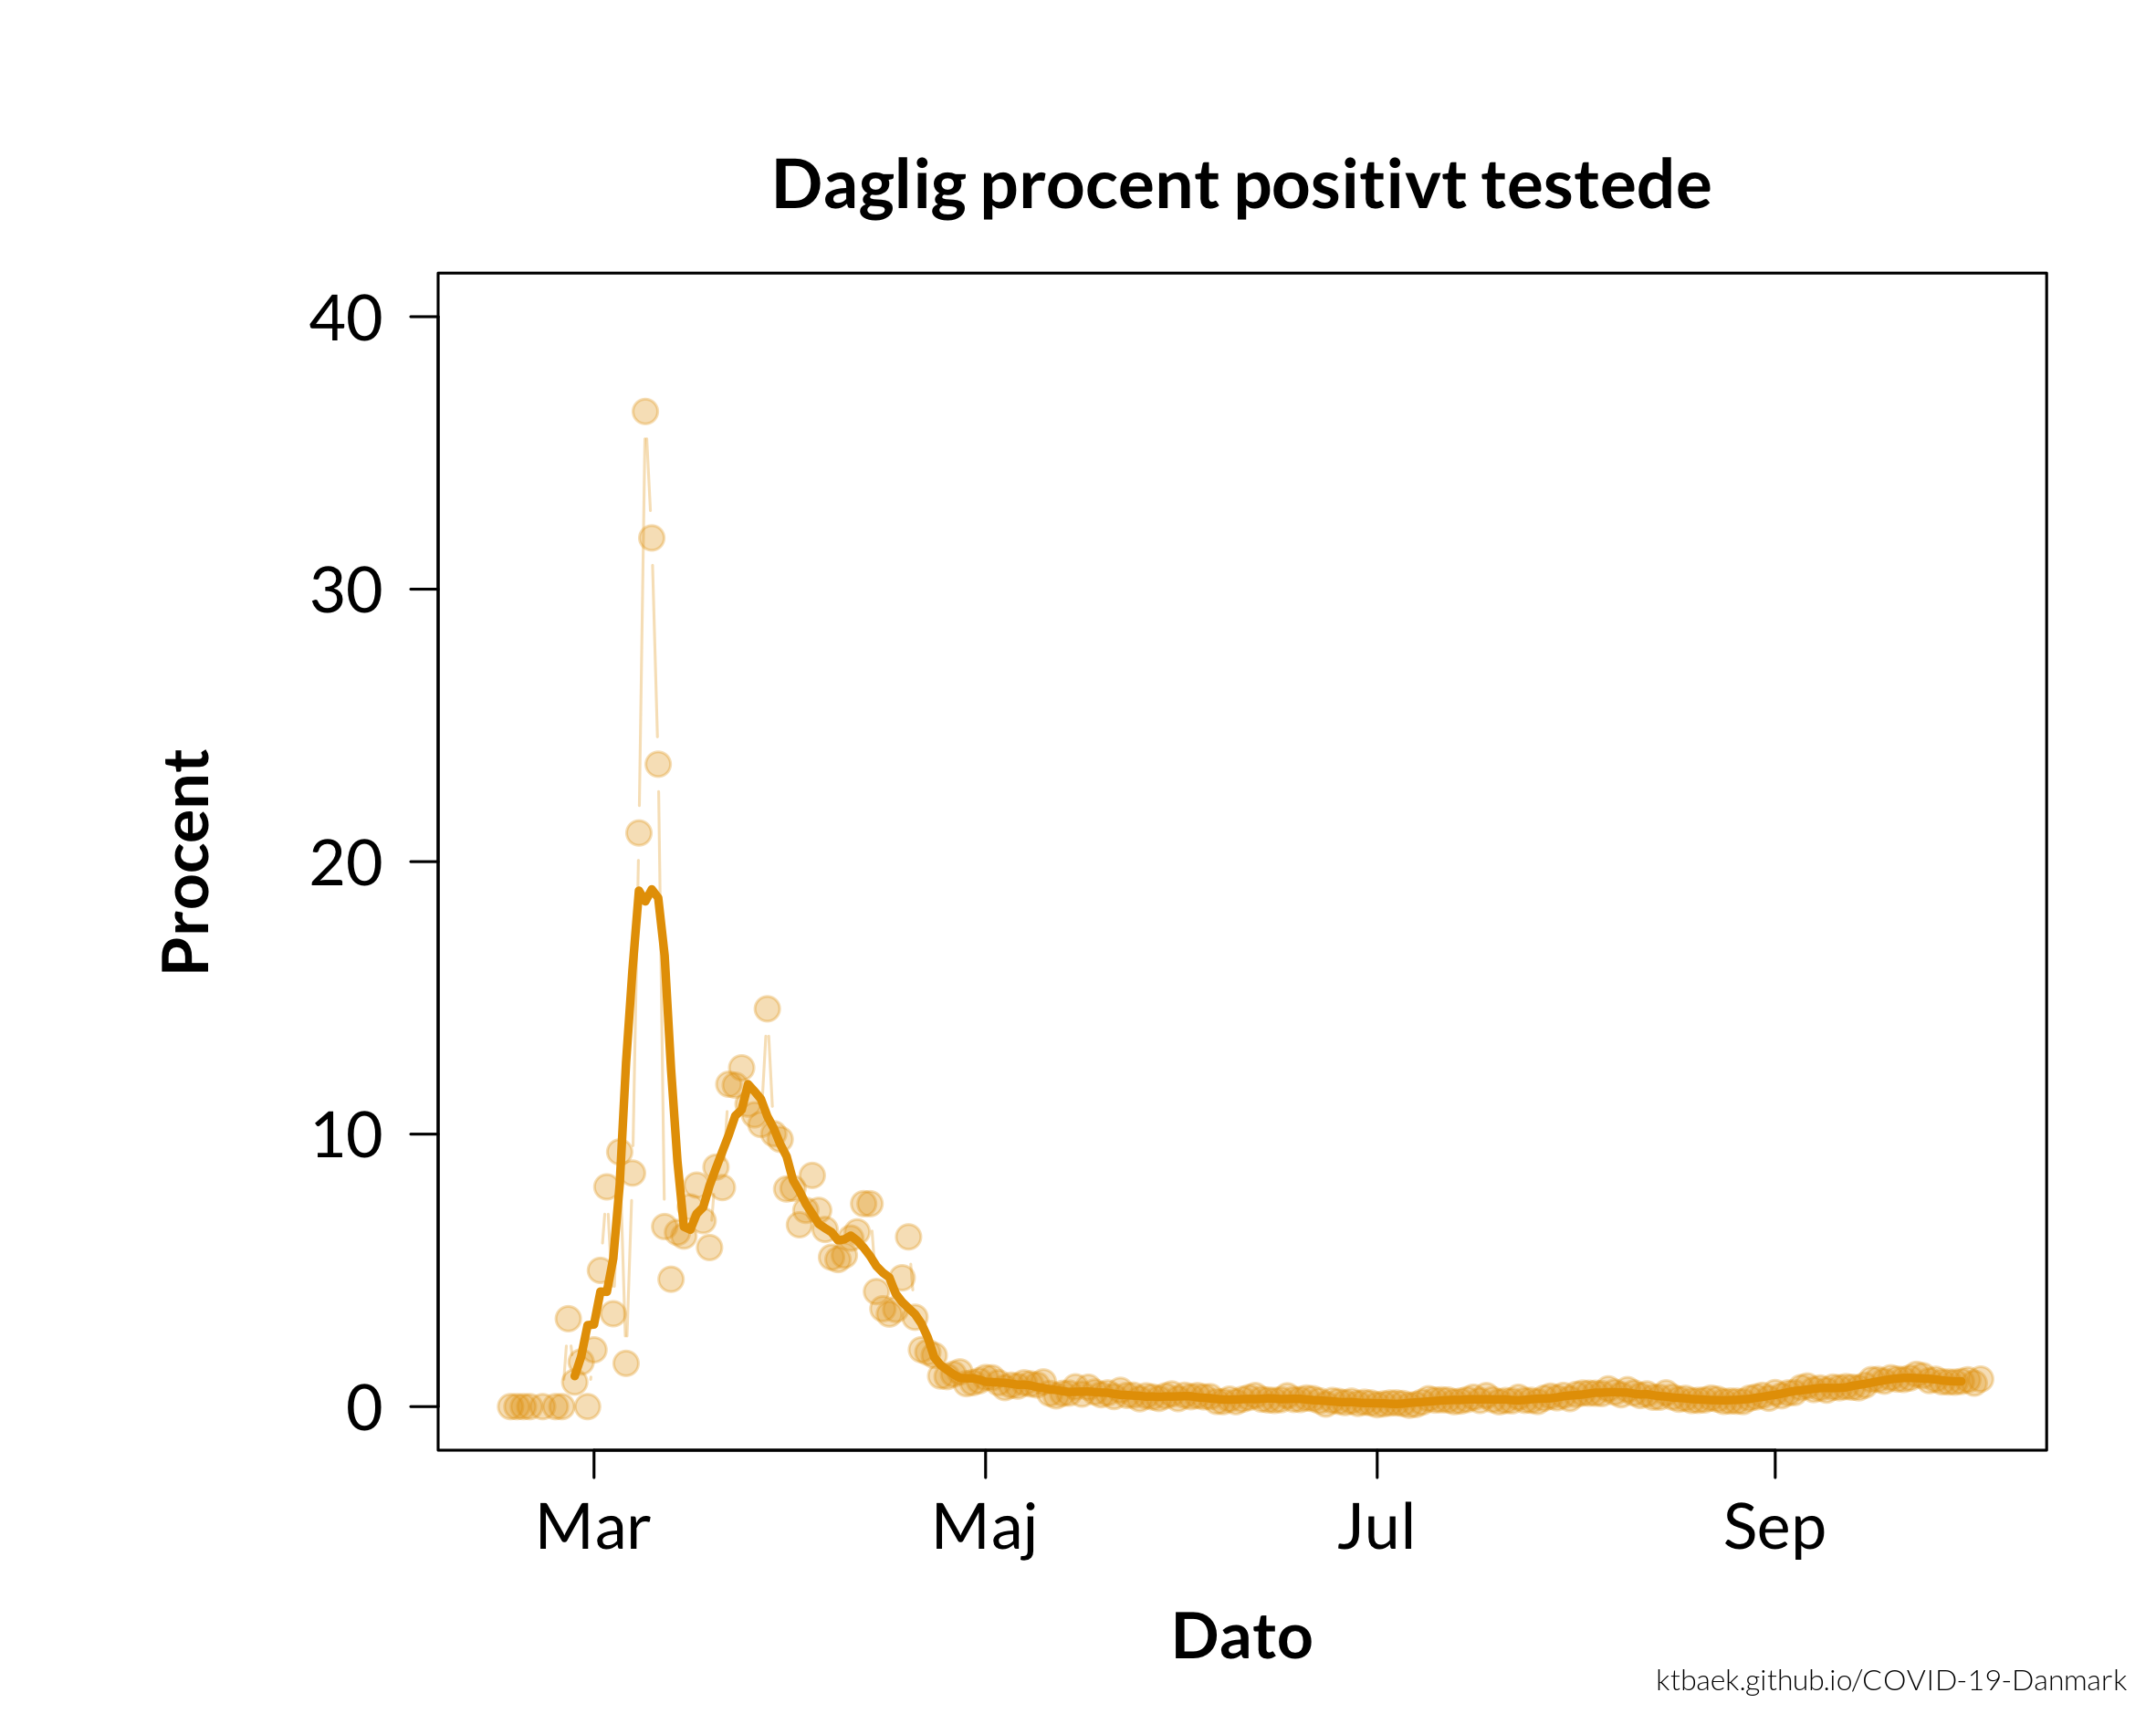 Daglig procent positivt testede
40
30
20
10
0
Procent
Mar Maj Jul Sep
Dato
ktbaek.github.io/COVID-19-Danmark